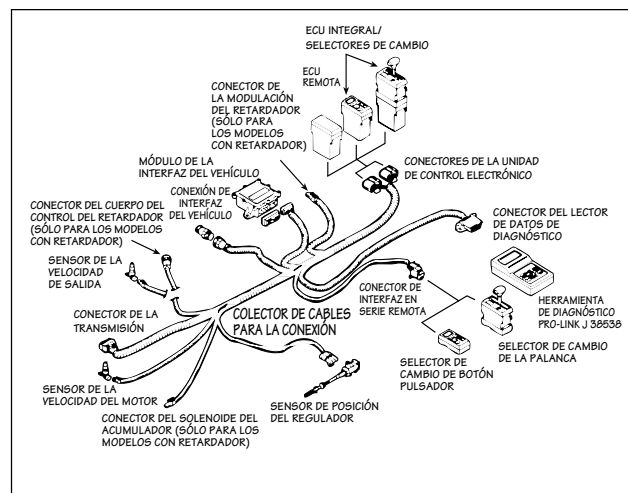 ECU INTEGRAL/
SELECTORES DE CAMBIO
ECU
REMOTA
CONECTOR DE
LA MODULACIÓN
DEL RETARDADOR
(SÓLO PARA
LOS MODELOS
CON RETARDADOR)
MÓDULO DE LA
INTERFAZ DEL VEHÍCULO
CONEXIÓN DE
INTERFAZ
DEL VEHÍCULO
CONECTORES DE LA UNIDAD
DE CONTROL ELECTRÓNICO
CONECTOR DEL CUERPO DEL
CONTROL DEL RETARDADOR
(SÓLO PARA LOS MODELOS
CON RETARDADOR)
CONECTOR DEL LECTOR
DE DATOS DE
DIAGNÓSTICO
SENSOR DE LA
VELOCIDAD
DE SALIDA
CONECTOR DE
INTERFAZ EN
SERIE REMOTA
HERRAMIENTA
DE DIAGNÓSTICO
PRO-LINK J 38538
CONECTOR DE LA
TRANSMISIÓN
COLECTOR DE CABLES
PARA LA CONEXIÓN
SELECTOR DE CAMBIO
DE LA PALANCA
SELECTOR DE
CAMBIO DE BOTÓN
PULSADOR
SENSOR DE LA
VELOCIDAD DEL MOTOR
SENSOR DE POSICIÓN
DEL REGULADOR
CONECTOR DEL SOLENOIDE DEL
ACUMULADOR (SÓLO PARA LOS
MODELOS CON RETARDADOR)